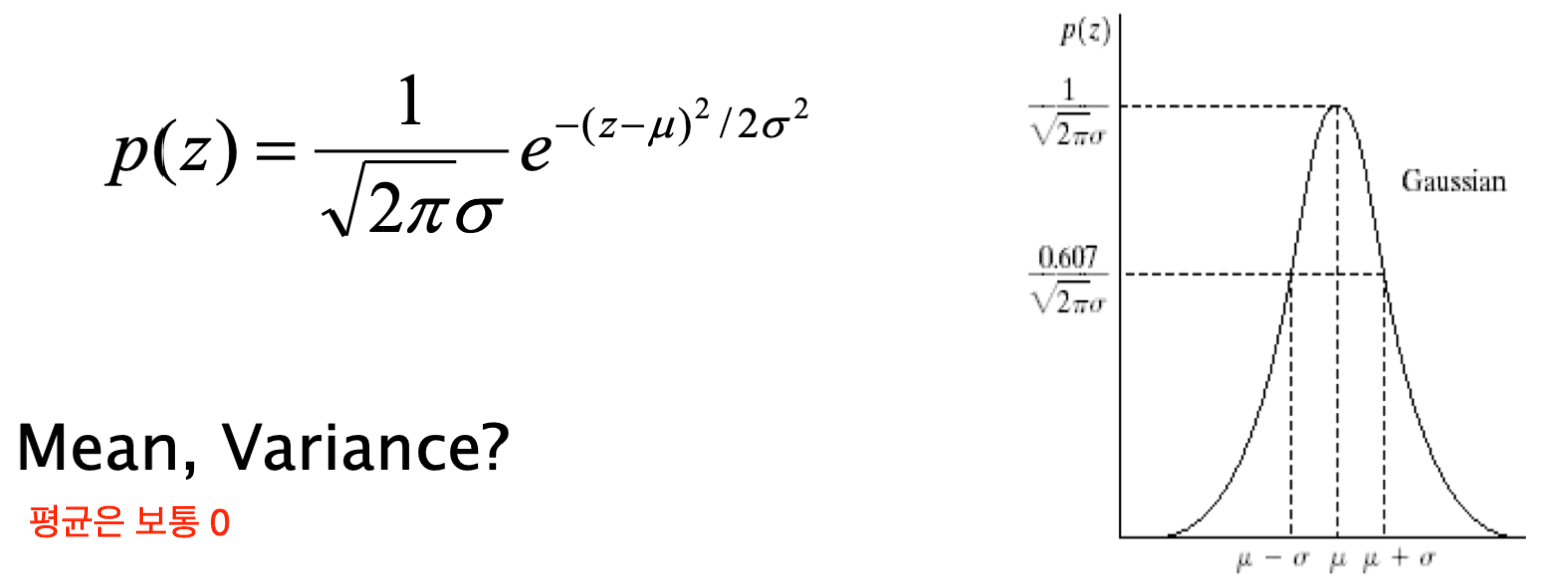 p(z) = 1/√2πσ e^−(z−μ)²/2σ²
Mean, Variance?
평균은 보통 0
p(z)
1/√2πσ
Gaussian
0.607/√2πσ
μ − σ μ μ + σ